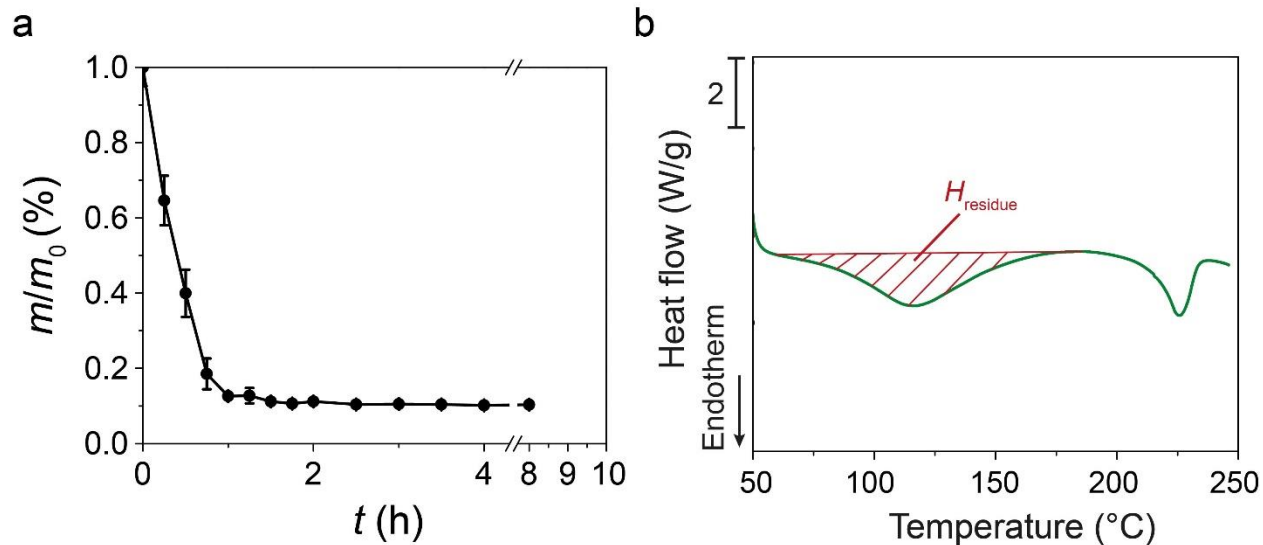 a
m/m₀ (%)
1.0
0.8
0.6
0.4
0.2
0.0
0 2 4 8 9 10
t (h)
b
Heat flow (W/g)
2
Endotherm
H residue
50 100 150 200 250
Temperature (°C)